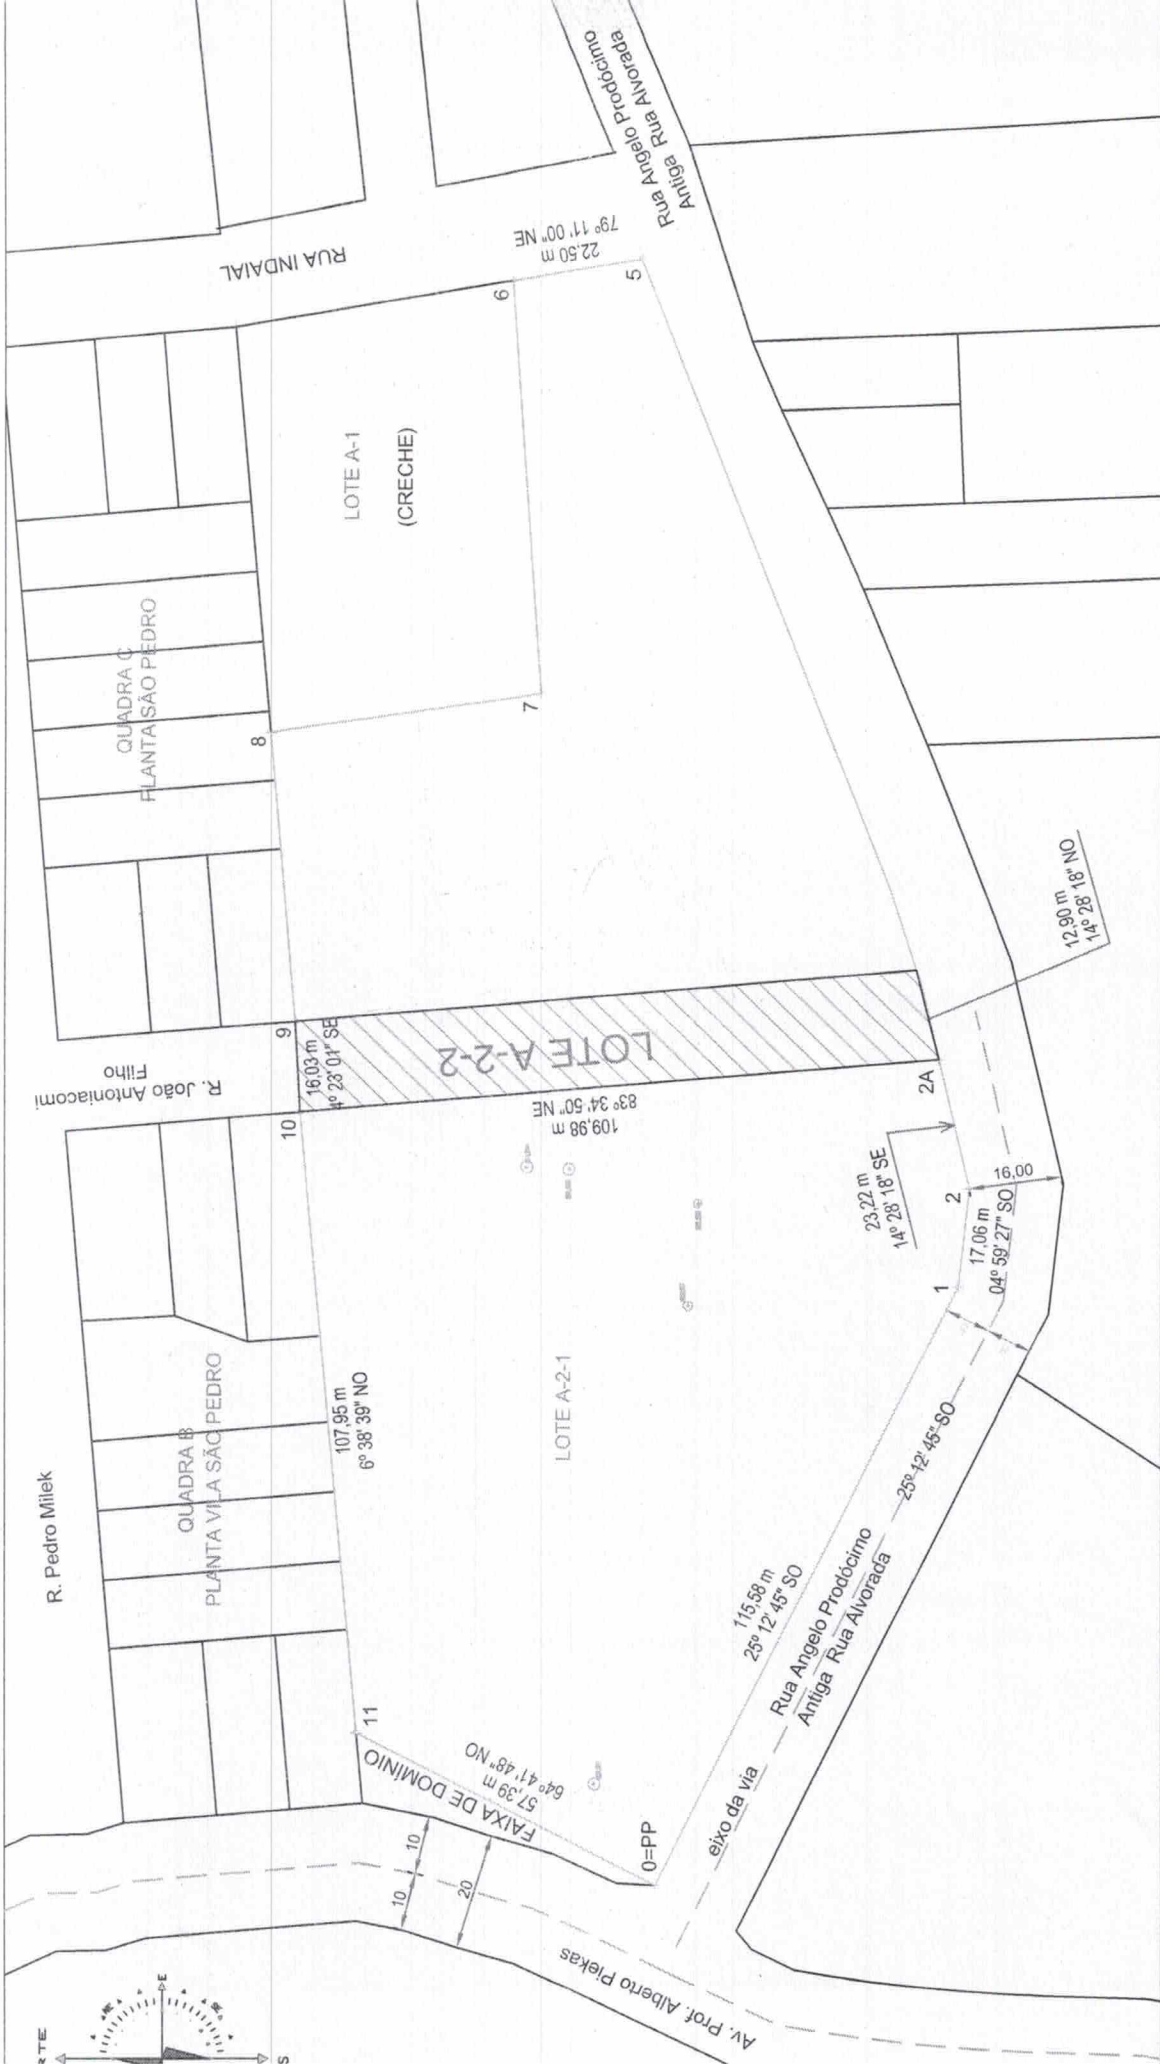 R. Pedro Milek
QUADRA B
PLANTA VILA SÃO PEDRO
R. João Antoniacomi
Filho
QUADRA C
PLANTA SÃO PEDRO
RUA INDAIAL
LOTE A-1
(CRECHE)
22,50 m
79° 11' 00" NE
Rua Angelo Prodócimo
Antiga Rua Alvorada
5
6
7
8
9
10
11
16,03 m
4° 23' 01" SE
LOTE A-2-2
109,98 m
83° 34' 50" NE
107,95 m
6° 38' 39" NO
LOTE A-2-1
FAIXA DE DOMÍNIO
57,39 m
64° 41' 48" NO
0=PP
10
10
20
Av. Prof. Alberto Piekas
eixo da via
Rua Angelo Prodócimo
Antiga Rua Alvorada
115,58 m
25° 12' 45" SO
25° 12' 45" SO
1
2
2A
17,06 m
04° 59' 27" SO
16,00
23,22 m
14° 28' 18" SE
12,90 m
14° 28' 18" NO
E
S